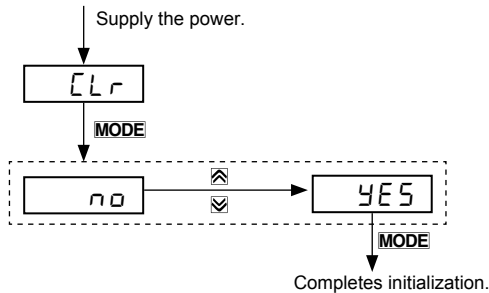 Supply the power.
CLr
MODE
no
YES
MODE
Completes initialization.